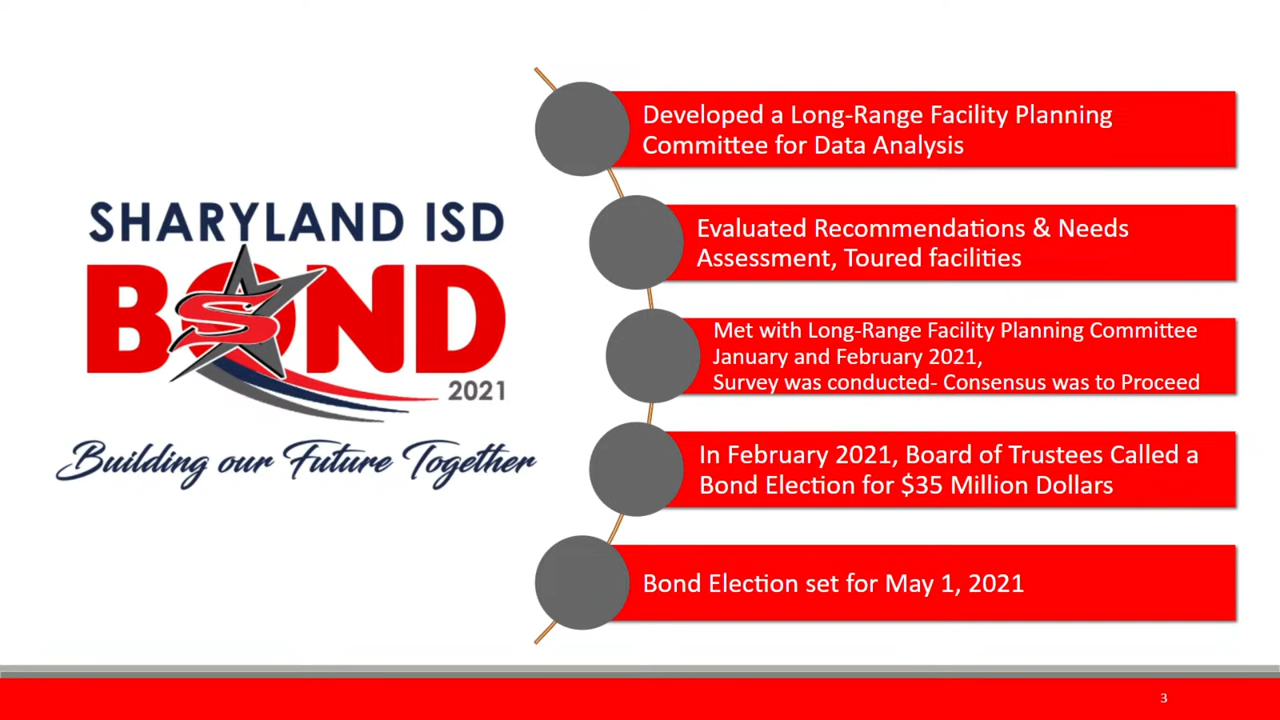 SHARYLAND ISD
BOND
S
2021
Building our Future Together
Developed a Long-Range Facility Planning
Committee for Data Analysis
Evaluated Recommendations & Needs
Assessment, Toured facilities
Met with Long-Range Facility Planning Committee
January and February 2021,
Survey was conducted- Consensus was to Proceed
In February 2021, Board of Trustees Called a
Bond Election for $35 Million Dollars
Bond Election set for May 1, 2021
3